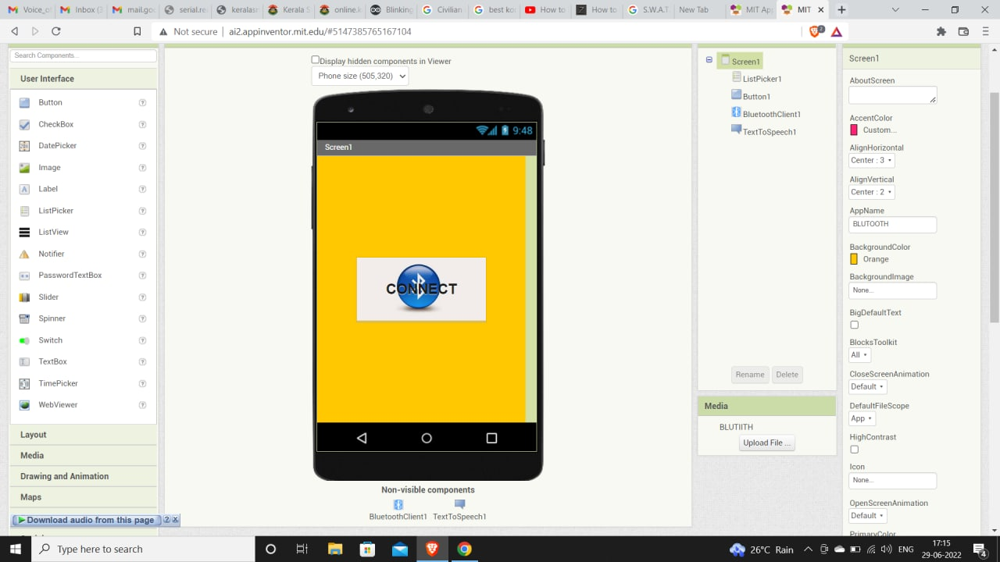 Voice_of
Inbox (3
mail.goo
serial.re
keralasm
Kerala S
online.k
Blinking
Civilian
best kor
How to
How to
S.W.A.T.
New Tab
MIT App
MIT
Not secure
ai2.appinventor.mit.edu/#5147385765167104
2
Search Components...
User Interface
Button
CheckBox
DatePicker
Image
Label
ListPicker
ListView
Notifier
PasswordTextBox
Slider
Spinner
Switch
TextBox
TimePicker
WebViewer
Layout
Media
Drawing and Animation
Maps
Download audio from this page
Display hidden components in Viewer
Phone size (505,320)
9:48
Screen1
CONNECT
Non-visible components
BluetoothClient1
TextToSpeech1
Screen1
ListPicker1
Button1
BluetoothClient1
TextToSpeech1
Rename
Delete
Media
BLUTIITH
Upload File ...
Screen1
AboutScreen
AccentColor
Custom...
AlignHorizontal
Center : 3
AlignVertical
Center : 2
AppName
BLUTOOTH
BackgroundColor
Orange
BackgroundImage
None...
BigDefaultText
BlocksToolkit
All
CloseScreenAnimation
Default
DefaultFileScope
App
HighContrast
Icon
None...
OpenScreenAnimation
Default
PrimaryColor
Type here to search
26°C Rain
ENG
17:15
29-06-2022
4